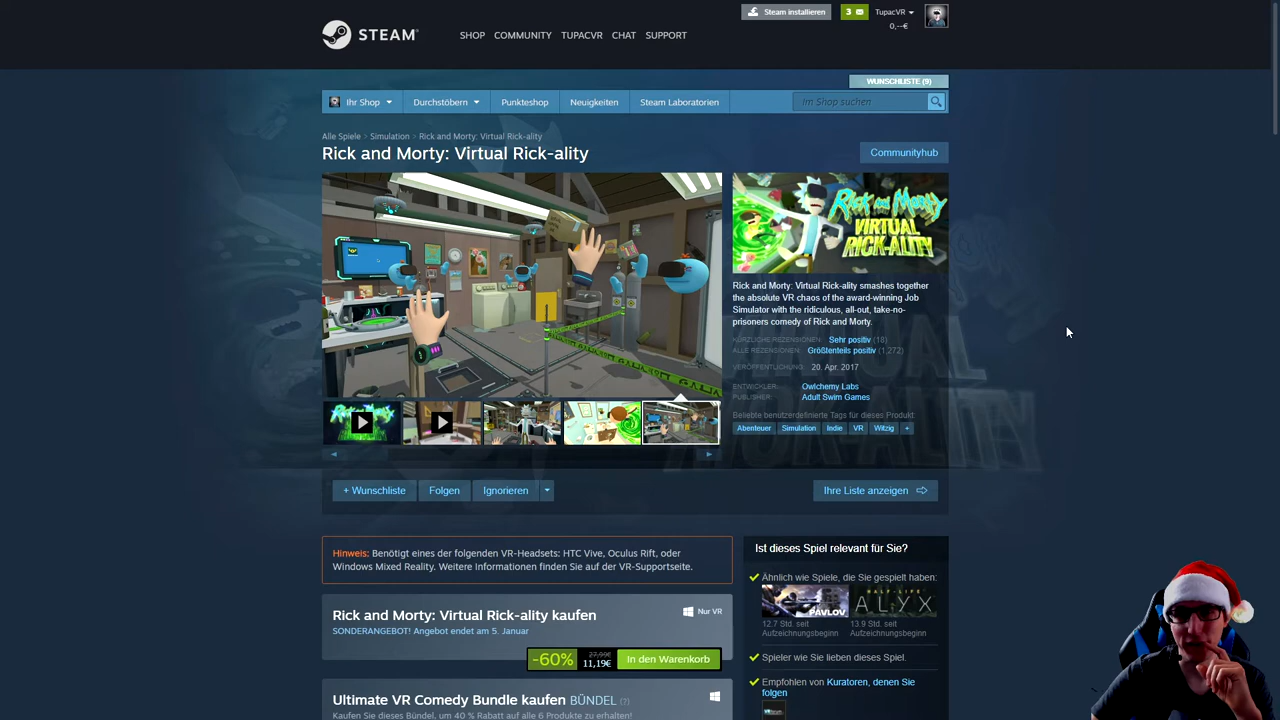 Steam installieren
3
TupacVR
0,--€
STEAM
SHOP COMMUNITY TUPACVR CHAT SUPPORT
WUNSCHLISTE (9)
Ihr Shop Durchstöbern Punkteshop Neuigkeiten Steam Laboratorien
Im Shop suchen
Alle Spiele > Simulation > Rick and Morty: Virtual Rick-ality
Rick and Morty: Virtual Rick-ality
Communityhub
Rick and Morty
VIRTUAL
RICK-ALITY
Rick and Morty: Virtual Rick-ality smashes together
the absolute VR chaos of the award-winning Job
Simulator with the ridiculous, all-out, take-no-
prisoners comedy of Rick and Morty.
KÜRZLICHE REZENSIONEN: Sehr positiv (18)
ALLE REZENSIONEN: Größtenteils positiv (1,272)
VERÖFFENTLICHUNG: 20. Apr. 2017
ENTWICKLER: Owlchemy Labs
PUBLISHER: Adult Swim Games
Beliebte benutzerdefinierte Tags für dieses Produkt:
Abenteuer Simulation Indie VR Witzig +
+ Wunschliste Folgen Ignorieren
Ihre Liste anzeigen
Hinweis: Benötigt eines der folgenden VR-Headsets: HTC Vive, Oculus Rift, oder
Windows Mixed Reality. Weitere Informationen finden Sie auf der VR-Supportseite.
Rick and Morty: Virtual Rick-ality kaufen
Nur VR
SONDERANGEBOT! Angebot endet am 5. Januar
-60%
27,99€
11,19€
In den Warenkorb
Ultimate VR Comedy Bundle kaufen BÜNDEL (?)
Kaufen Sie dieses Bündel, um 40 % Rabatt auf alle 6 Produkte zu erhalten!
Ist dieses Spiel relevant für Sie?
Ähnlich wie Spiele, die Sie gespielt haben:
PAVLOV
HALF-LIFE
ALYX
12.7 Std. seit
Aufzeichnungsbeginn
13.9 Std. seit
Aufzeichnungsbeginn
Spieler wie Sie lieben dieses Spiel.
Empfohlen von Kuratoren, denen Sie
folgen